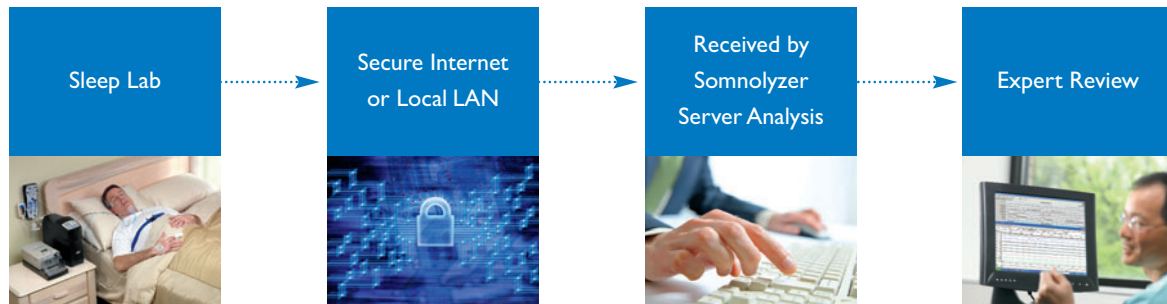 Sleep Lab
Secure Internet
or Local LAN
Received by
Somnolyzer
Server Analysis
Expert Review